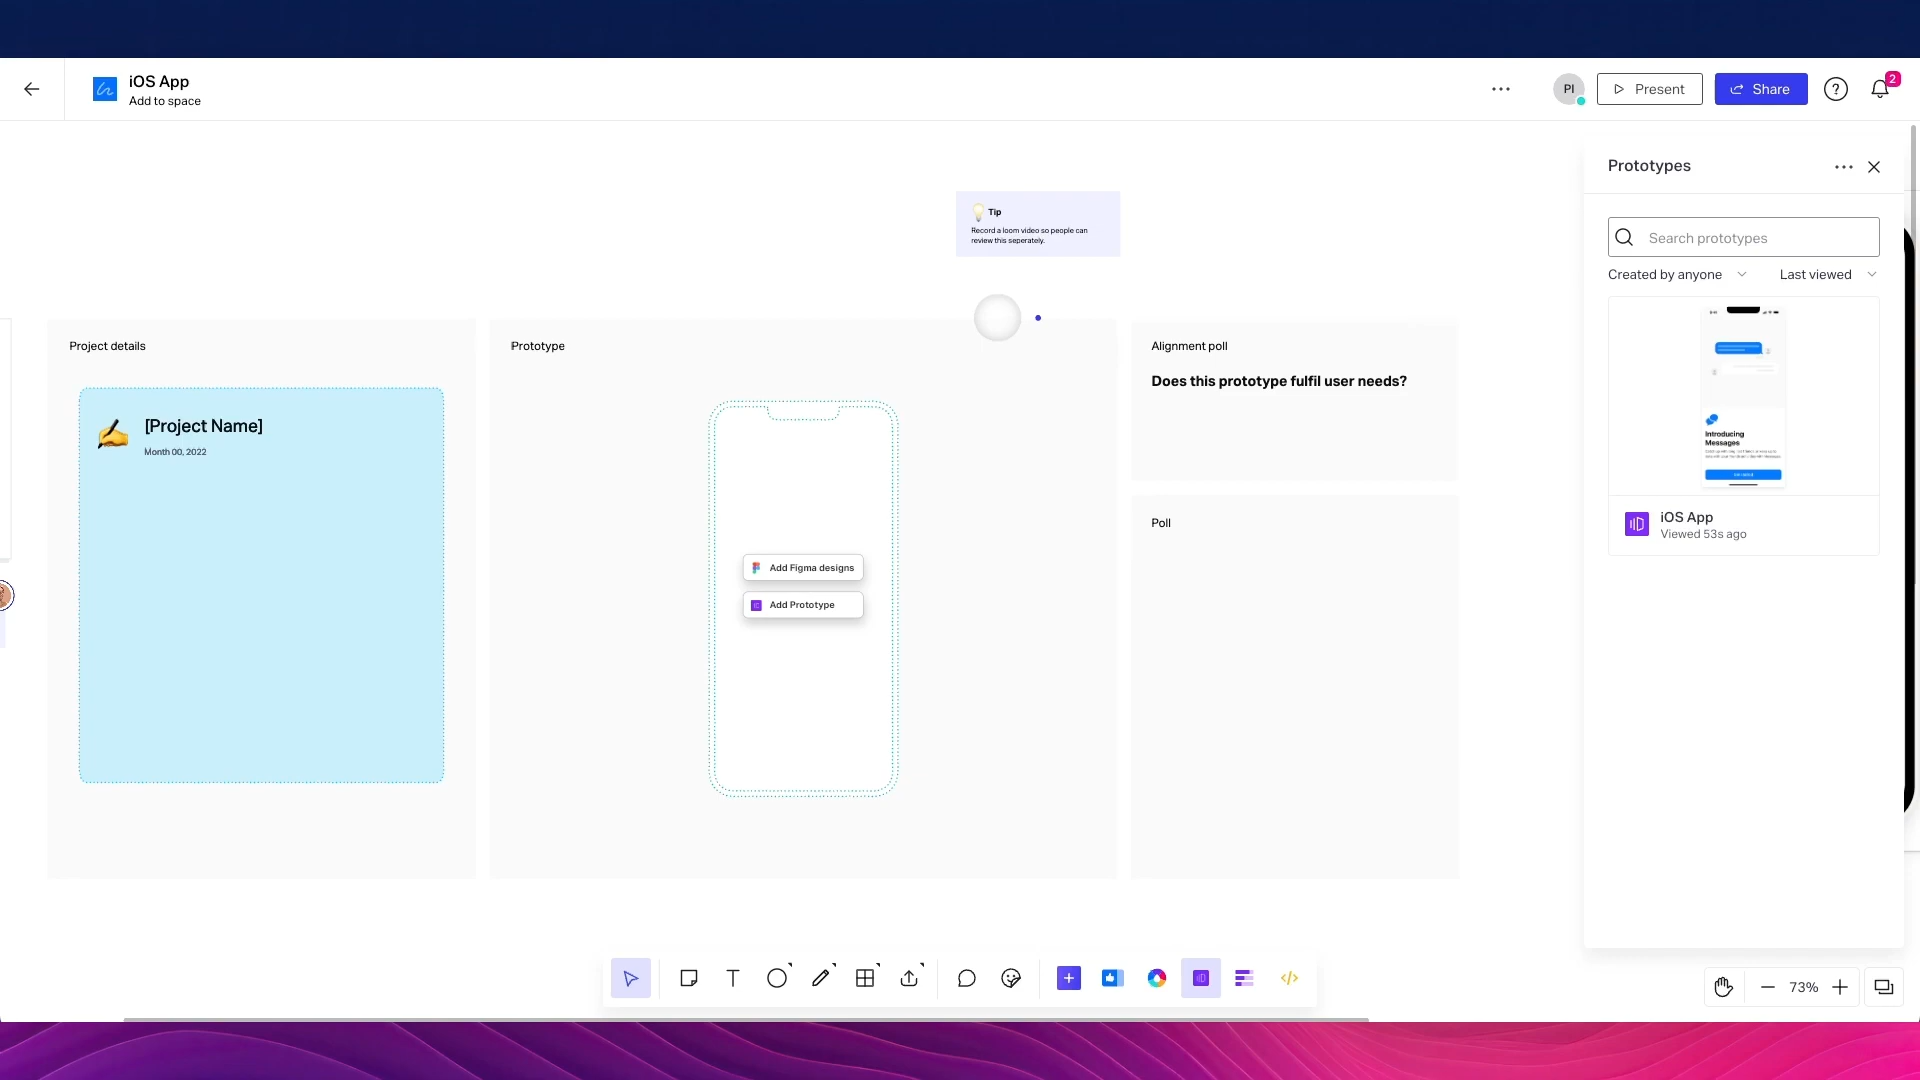 iOS App
Add to space
PI
Present
Share
2
Prototypes
Search prototypes
Created by anyone
Last viewed
Tip
Record a loom video so people can
review this seperately.
Project details
[Project Name]
Month 00, 2022
Prototype
Add Figma designs
Add Prototype
Alignment poll
Does this prototype fulfil user needs?
Poll
Introducing
Messages
iOS App
Viewed 53s ago
73%